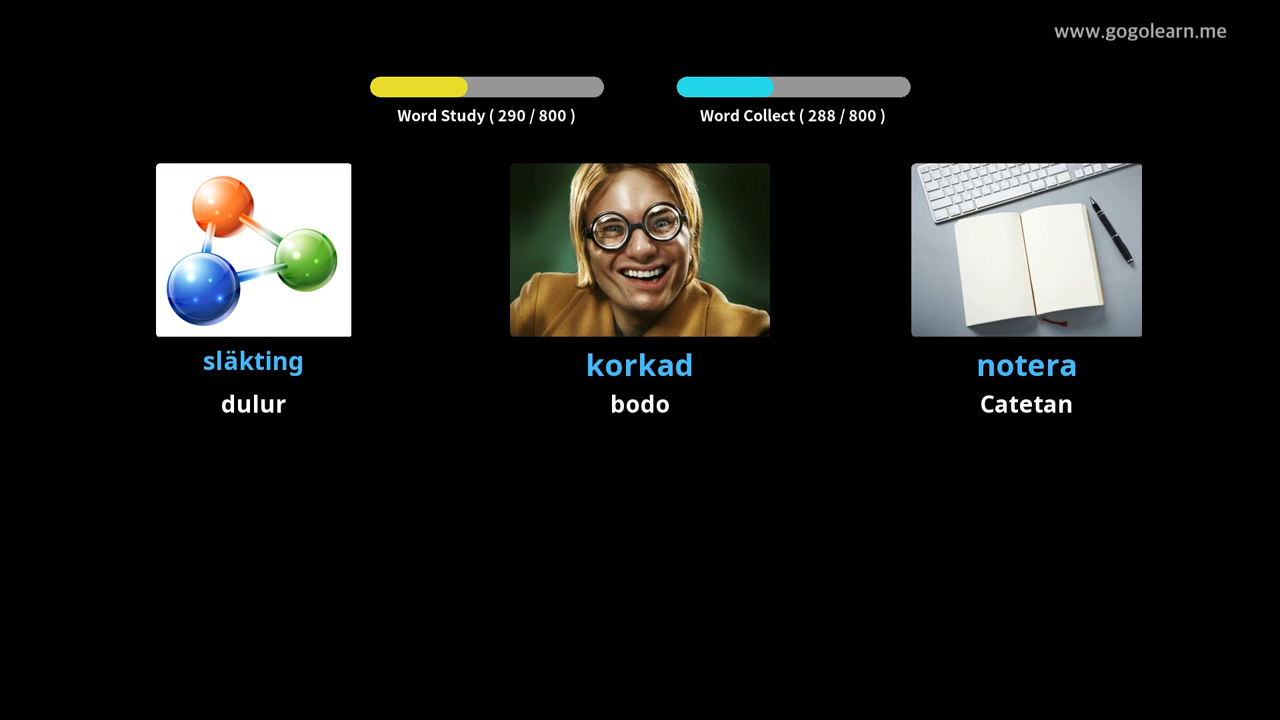 www.gogolearn.me
Word Study ( 290 / 800 )
Word Collect ( 288 / 800 )
släkting
dulur
korkad
bodo
notera
Catetan